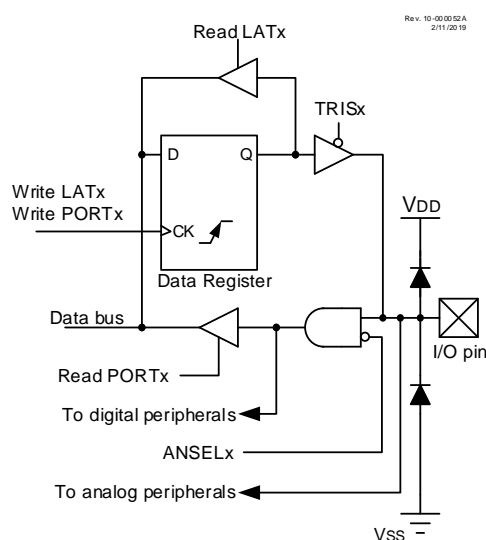 Rev. 10-000052A
2/11/2019
Read LATx
TRISx
D
Q
Write LATx
Write PORTx
CK
VDD
Data Register
Data bus
I/O pin
Read PORTx
To digital peripherals
ANSELx
To analog peripherals
VSS